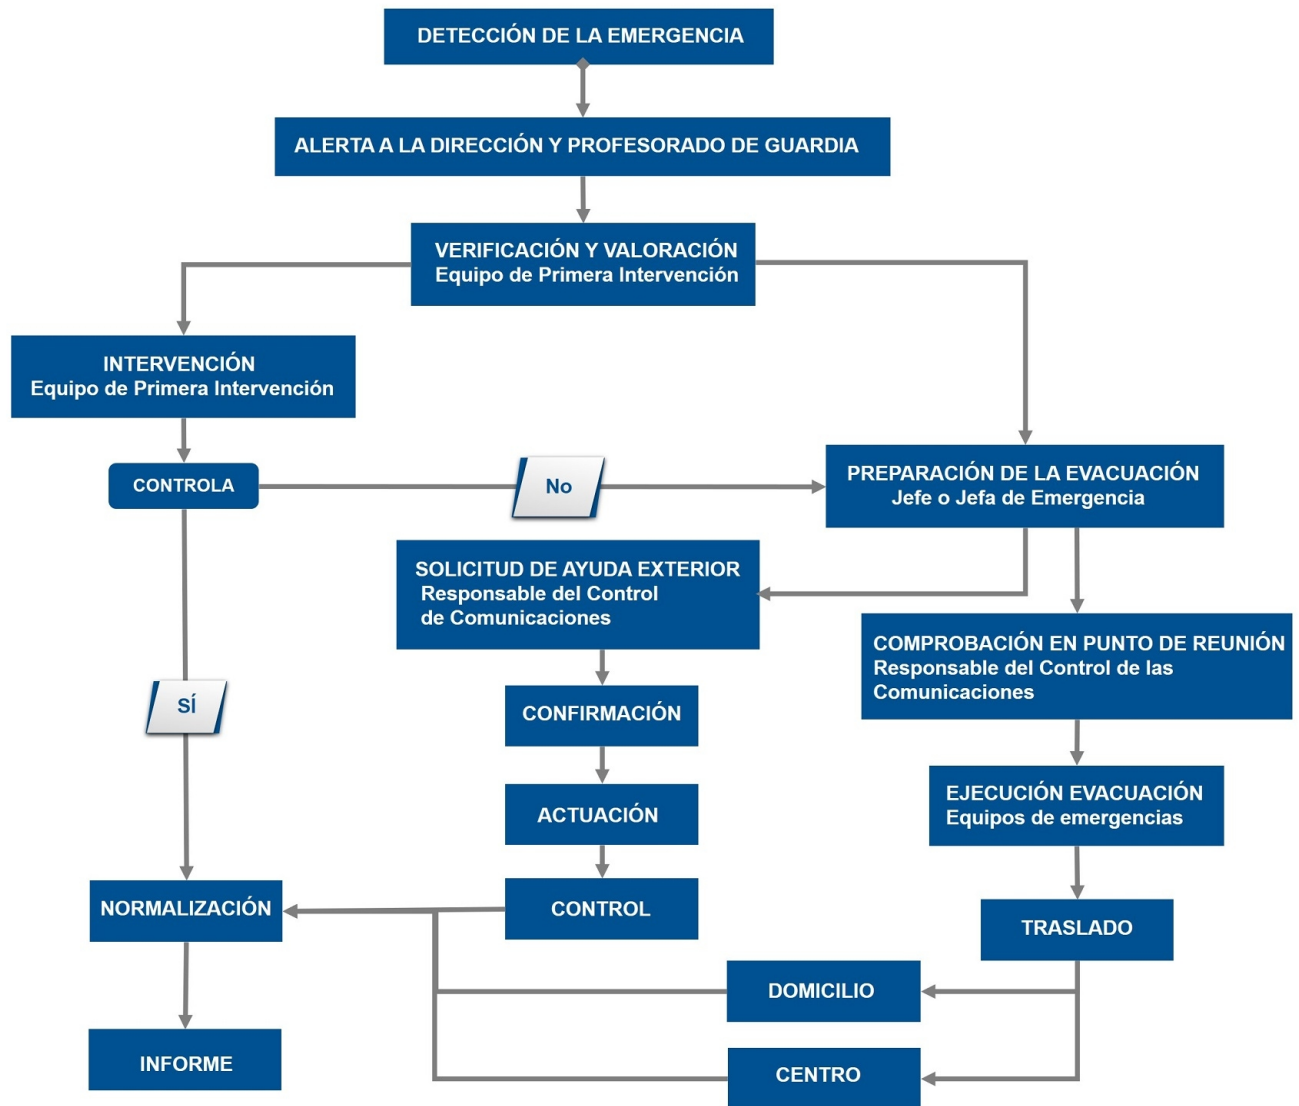 DETECCIÓN DE LA EMERGENCIA
ALERTA A LA DIRECCIÓN Y PROFESORADO DE GUARDIA
VERIFICACIÓN Y VALORACIÓN
Equipo de Primera Intervención
INTERVENCIÓN
Equipo de Primera Intervención
CONTROLA
No
PREPARACIÓN DE LA EVACUACIÓN
Jefe o Jefa de Emergencia
SOLICITUD DE AYUDA EXTERIOR
Responsable del Control
de Comunicaciones
COMPROBACIÓN EN PUNTO DE REUNIÓN
Responsable del Control de las
Comunicaciones
SÍ
CONFIRMACIÓN
EJECUCIÓN EVACUACIÓN
Equipos de emergencias
ACTUACIÓN
NORMALIZACIÓN
CONTROL
TRASLADO
DOMICILIO
INFORME
CENTRO